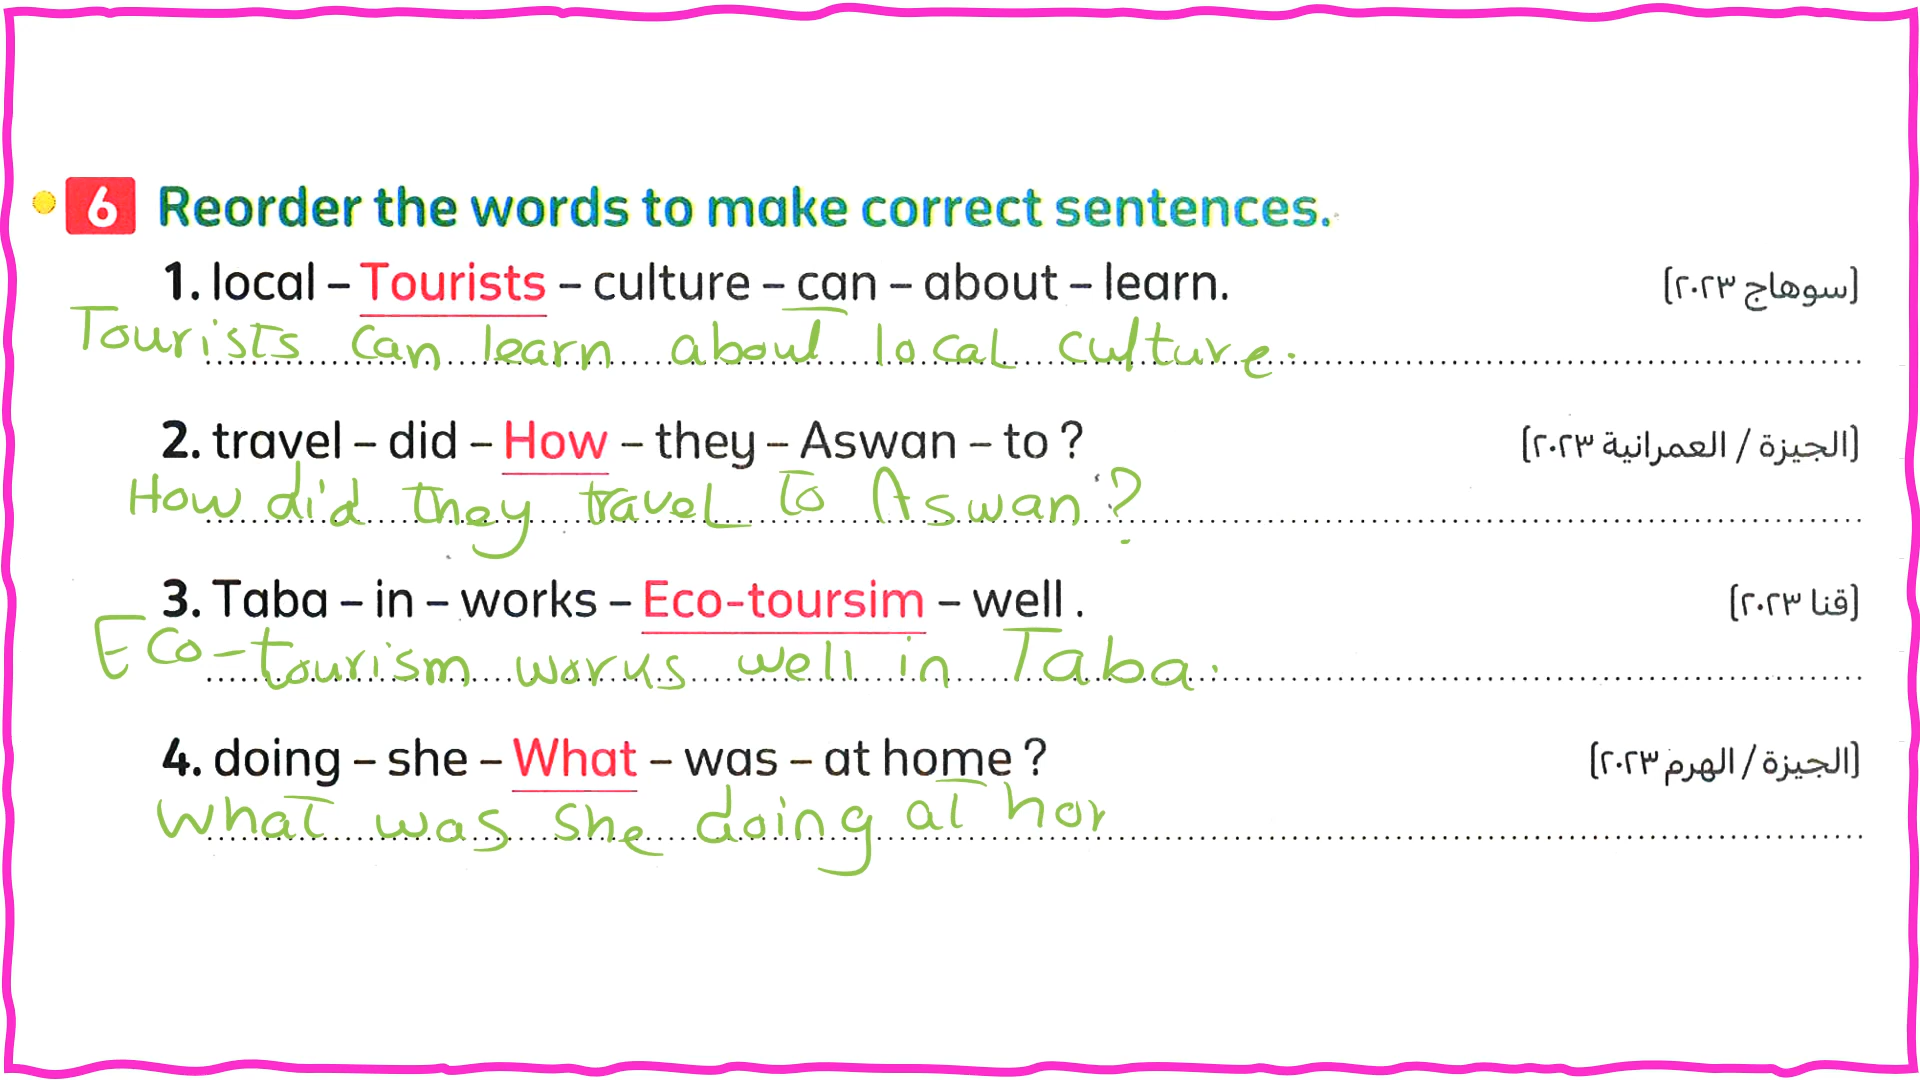 6 Reorder the words to make correct sentences.
1. local – Tourists – culture – can – about – learn. [سوهاج ٢٠٢٣]
Tourists can learn about local culture.
2. travel – did – How – they – Aswan – to ? [الجيزة / العمرانية ٢٠٢٣]
How did they travel to Aswan?
3. Taba – in – works – Eco-toursim – well . [قنا ٢٠٢٣]
Eco-tourism works well in Taba.
4. doing – she – What – was – at home ? [الجيزة / الهرم ٢٠٢٣]
What was she doing at hor